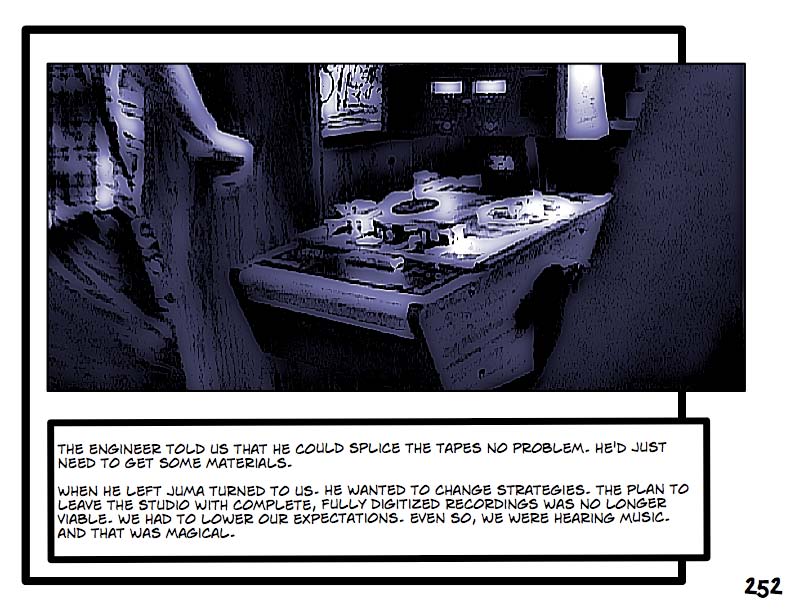 THE ENGINEER TOLD US THAT HE COULD SPLICE THE TAPES NO PROBLEM. HE'D JUST
NEED TO GET SOME MATERIALS.
WHEN HE LEFT JUMA TURNED TO US. HE WANTED TO CHANGE STRATEGIES. THE PLAN TO
LEAVE THE STUDIO WITH COMPLETE, FULLY DIGITIZED RECORDINGS WAS NO LONGER
VIABLE. WE HAD TO LOWER OUR EXPECTATIONS. EVEN SO, WE WERE HEARING MUSIC.
AND THAT WAS MAGICAL.
252